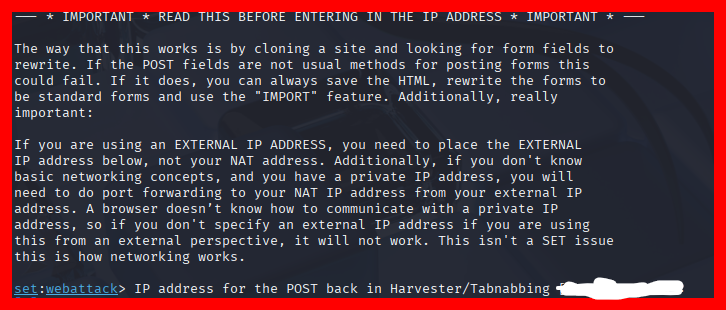 --- * IMPORTANT * READ THIS BEFORE ENTERING IN THE IP ADDRESS * IMPORTANT * ---
The way that this works is by cloning a site and looking for form fields to
rewrite. If the POST fields are not usual methods for posting forms this
could fail. If it does, you can always save the HTML, rewrite the forms to
be standard forms and use the "IMPORT" feature. Additionally, really
important:
If you are using an EXTERNAL IP ADDRESS, you need to place the EXTERNAL
IP address below, not your NAT address. Additionally, if you don't know
basic networking concepts, and you have a private IP address, you will
need to do port forwarding to your NAT IP address from your external IP
address. A browser doesn’t know how to communicate with a private IP
address, so if you don't specify an external IP address if you are using
this from an external perspective, it will not work. This isn't a SET issue
this is how networking works.
set:webattack> IP address for the POST back in Harvester/Tabnabbing